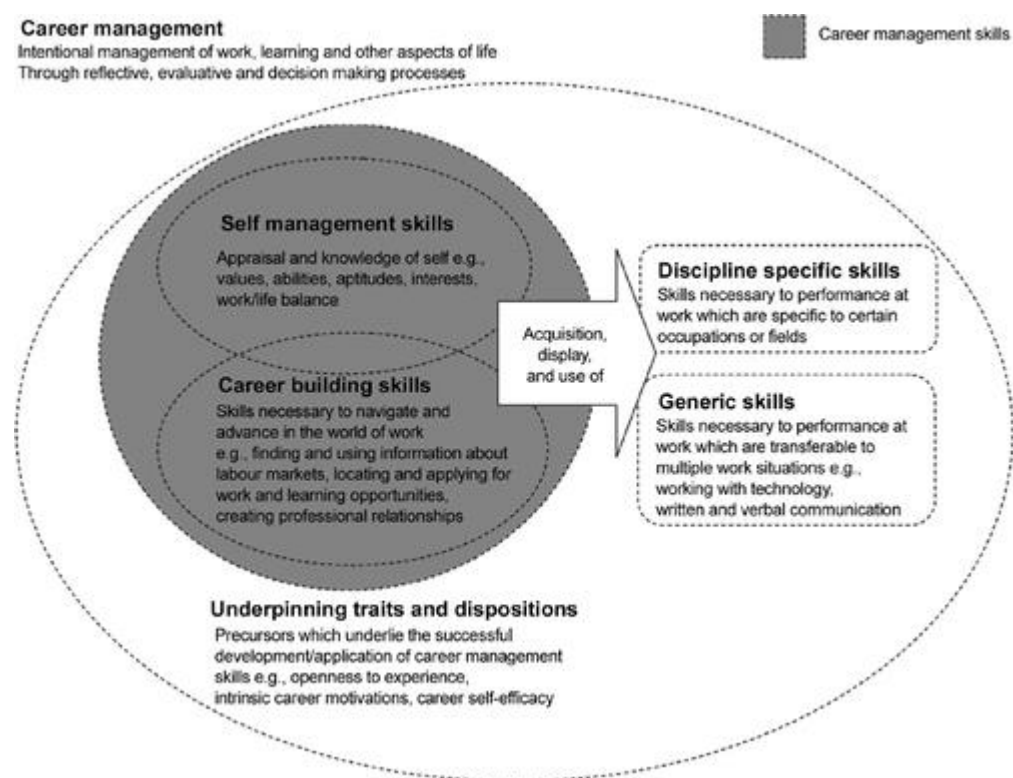 Career management
Intentional management of work, learning and other aspects of life
Through reflective, evaluative and decision making processes
Career management skills
Self management skills
Appraisal and knowledge of self e.g.,
values, abilities, aptitudes, interests,
work/life balance
Career building skills
Skills necessary to navigate and
advance in the world of work
e.g., finding and using information about
labour markets, locating and applying for
work and learning opportunities,
creating professional relationships
Acquisition,
display,
and use of
Discipline specific skills
Skills necessary to performance at
work which are specific to certain
occupations or fields
Generic skills
Skills necessary to performance at
work which are transferable to
multiple work situations e.g.,
working with technology,
written and verbal communication
Underpinning traits and dispositions
Precursors which underlie the successful
development/application of career management
skills e.g., openness to experience,
intrinsic career motivations, career self-efficacy